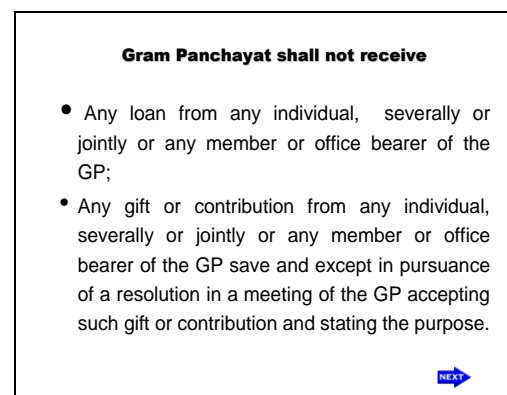 Gram Panchayat shall not receive
• Any loan from any individual, severally or
jointly or any member or office bearer of the
GP;
• Any gift or contribution from any individual,
severally or jointly or any member or office
bearer of the GP save and except in pursuance
of a resolution in a meeting of the GP accepting
such gift or contribution and stating the purpose.
NEXT